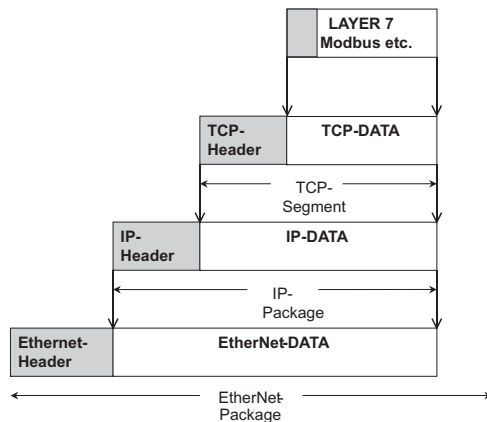 LAYER 7
Modbus etc.
TCP-
Header
TCP-DATA
TCP-
Segment
IP-
Header
IP-DATA
IP-
Package
Ethernet-
Header
EtherNet-DATA
EtherNet-
Package